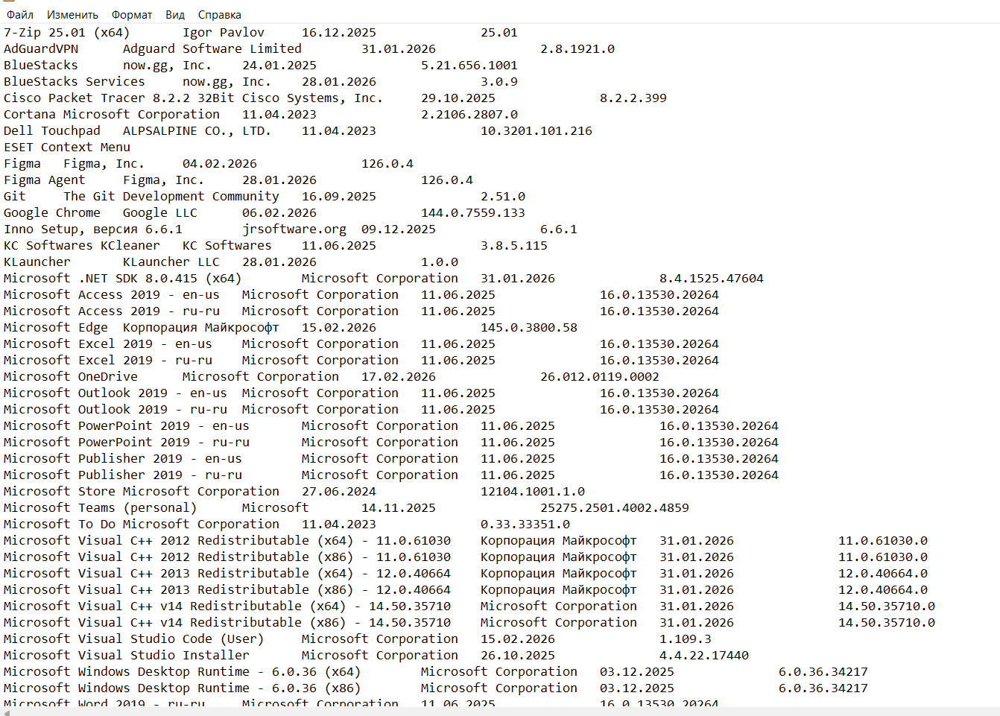 Файл Изменить Формат Вид Справка
7-Zip 25.01 (x64) Igor Pavlov 16.12.2025 25.01
AdGuardVPN Adguard Software Limited 31.01.2026 2.8.1921.0
BlueStacks now.gg, Inc. 24.01.2025 5.21.656.1001
BlueStacks Services now.gg, Inc. 28.01.2026 3.0.9
Cisco Packet Tracer 8.2.2 32Bit Cisco Systems, Inc. 29.10.2025 8.2.2.399
Cortana Microsoft Corporation 11.04.2023 2.2106.2807.0
Dell Touchpad ALPSALPINE CO., LTD. 11.04.2023 10.3201.101.216
ESET Context Menu
Figma Figma, Inc. 04.02.2026 126.0.4
Figma Agent Figma, Inc. 28.01.2026 126.0.4
Git The Git Development Community 16.09.2025 2.51.0
Google Chrome Google LLC 06.02.2026 144.0.7559.133
Inno Setup, версия 6.6.1 jrsoftware.org 09.12.2025 6.6.1
KC Softwares KCleaner KC Softwares 11.06.2025 3.8.5.115
KLauncher KLauncher LLC 28.01.2026 1.0.0
Microsoft .NET SDK 8.0.415 (x64) Microsoft Corporation 31.01.2026 8.4.1525.47604
Microsoft Access 2019 - en-us Microsoft Corporation 11.06.2025 16.0.13530.20264
Microsoft Access 2019 - ru-ru Microsoft Corporation 11.06.2025 16.0.13530.20264
Microsoft Edge Корпорация Майкрософт 15.02.2026 145.0.3800.58
Microsoft Excel 2019 - en-us Microsoft Corporation 11.06.2025 16.0.13530.20264
Microsoft Excel 2019 - ru-ru Microsoft Corporation 11.06.2025 16.0.13530.20264
Microsoft OneDrive Microsoft Corporation 17.02.2026 26.012.0119.0002
Microsoft Outlook 2019 - en-us Microsoft Corporation 11.06.2025 16.0.13530.20264
Microsoft Outlook 2019 - ru-ru Microsoft Corporation 11.06.2025 16.0.13530.20264
Microsoft PowerPoint 2019 - en-us Microsoft Corporation 11.06.2025 16.0.13530.20264
Microsoft PowerPoint 2019 - ru-ru Microsoft Corporation 11.06.2025 16.0.13530.20264
Microsoft Publisher 2019 - en-us Microsoft Corporation 11.06.2025 16.0.13530.20264
Microsoft Publisher 2019 - ru-ru Microsoft Corporation 11.06.2025 16.0.13530.20264
Microsoft Store Microsoft Corporation 27.06.2024 12104.1001.1.0
Microsoft Teams (personal) Microsoft 14.11.2025 25275.2501.4002.4859
Microsoft To Do Microsoft Corporation 11.04.2023 0.33.33351.0
Microsoft Visual C++ 2012 Redistributable (x64) - 11.0.61030 Корпорация Майкрософт 31.01.2026 11.0.61030.0
Microsoft Visual C++ 2012 Redistributable (x86) - 11.0.61030 Корпорация Майкрософт 31.01.2026 11.0.61030.0
Microsoft Visual C++ 2013 Redistributable (x64) - 12.0.40664 Корпорация Майкрософт 31.01.2026 12.0.40664.0
Microsoft Visual C++ 2013 Redistributable (x86) - 12.0.40664 Корпорация Майкрософт 31.01.2026 12.0.40664.0
Microsoft Visual C++ v14 Redistributable (x64) - 14.50.35710 Microsoft Corporation 31.01.2026 14.50.35710.0
Microsoft Visual C++ v14 Redistributable (x86) - 14.50.35710 Microsoft Corporation 31.01.2026 14.50.35710.0
Microsoft Visual Studio Code (User) Microsoft Corporation 15.02.2026 1.109.3
Microsoft Visual Studio Installer Microsoft Corporation 26.10.2025 4.4.22.17440
Microsoft Windows Desktop Runtime - 6.0.36 (x64) Microsoft Corporation 03.12.2025 6.0.36.34217
Microsoft Windows Desktop Runtime - 6.0.36 (x86) Microsoft Corporation 03.12.2025 6.0.36.34217
Microsoft Word 2019 - ru-ru Microsoft Corporation 11.06.2025 16.0.13530.20264